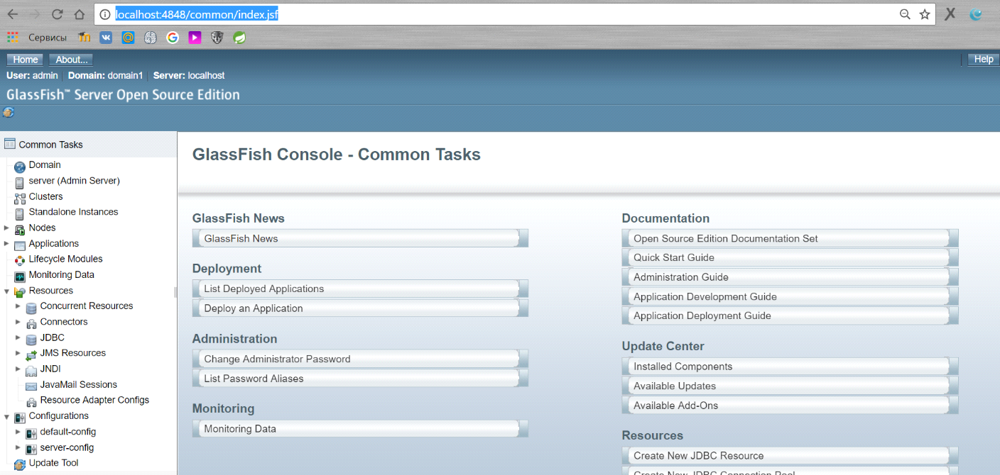 localhost:4848/common/index.jsf
Сервисы
Home About... Help
User: admin Domain: domain1 Server: localhost
GlassFish™ Server Open Source Edition
Common Tasks
Domain
server (Admin Server)
Clusters
Standalone Instances
Nodes
Applications
Lifecycle Modules
Monitoring Data
Resources
Concurrent Resources
Connectors
JDBC
JMS Resources
JNDI
JavaMail Sessions
Resource Adapter Configs
Configurations
default-config
server-config
Update Tool
GlassFish Console - Common Tasks
GlassFish News
GlassFish News
Deployment
List Deployed Applications
Deploy an Application
Administration
Change Administrator Password
List Password Aliases
Monitoring
Monitoring Data
Documentation
Open Source Edition Documentation Set
Quick Start Guide
Administration Guide
Application Development Guide
Application Deployment Guide
Update Center
Installed Components
Available Updates
Available Add-Ons
Resources
Create New JDBC Resource
Create New JDBC Connection Pool